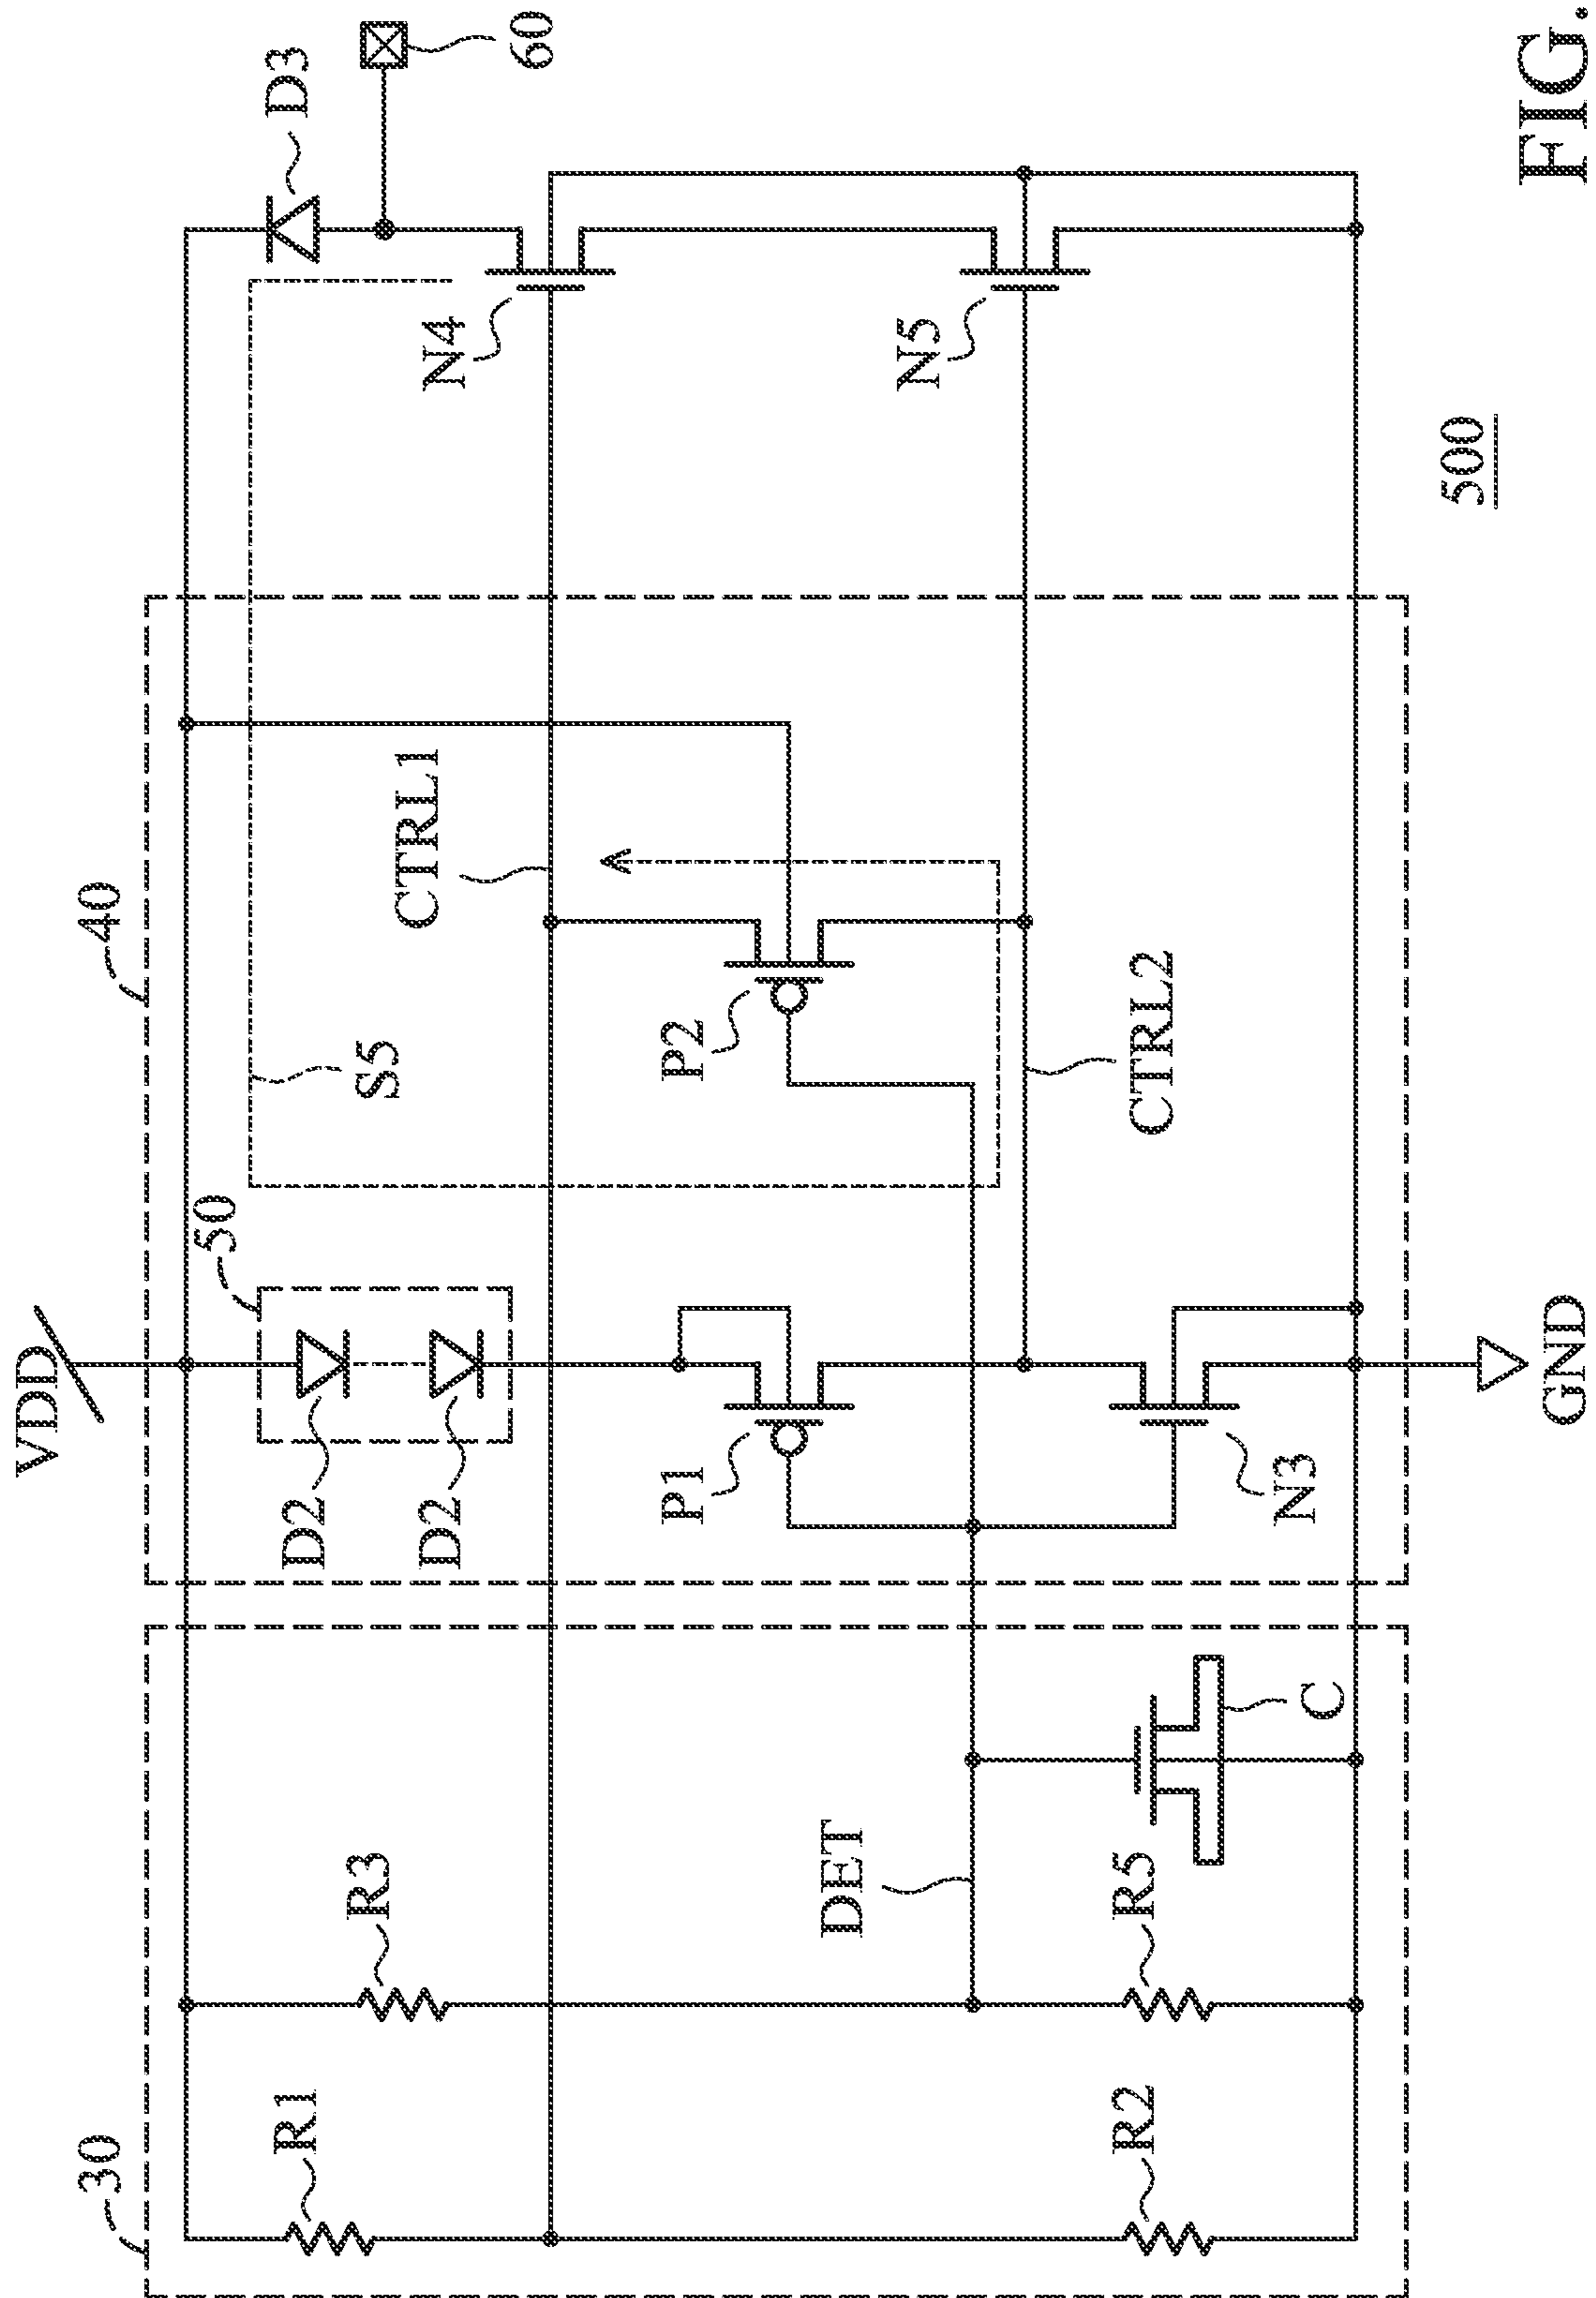 VDD
30
40
50
60
R1
R3
D2
D2
S5
CTRL1
N4
D3
P1
P2
DET
R2
R5
C
N3
CTRL2
N5
GND
500
FIG.